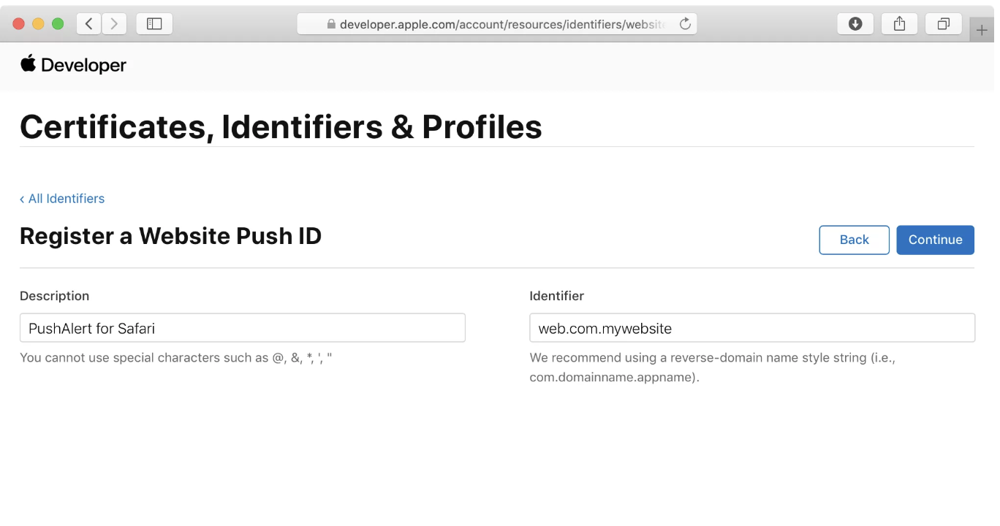 developer.apple.com/account/resources/identifiers/website
Developer
Certificates, Identifiers & Profiles
‹ All Identifiers
Register a Website Push ID
Back
Continue
Description
Identifier
PushAlert for Safari
web.com.mywebsite
You cannot use special characters such as @, &, *, ', "
We recommend using a reverse-domain name style string (i.e.,
com.domainname.appname).